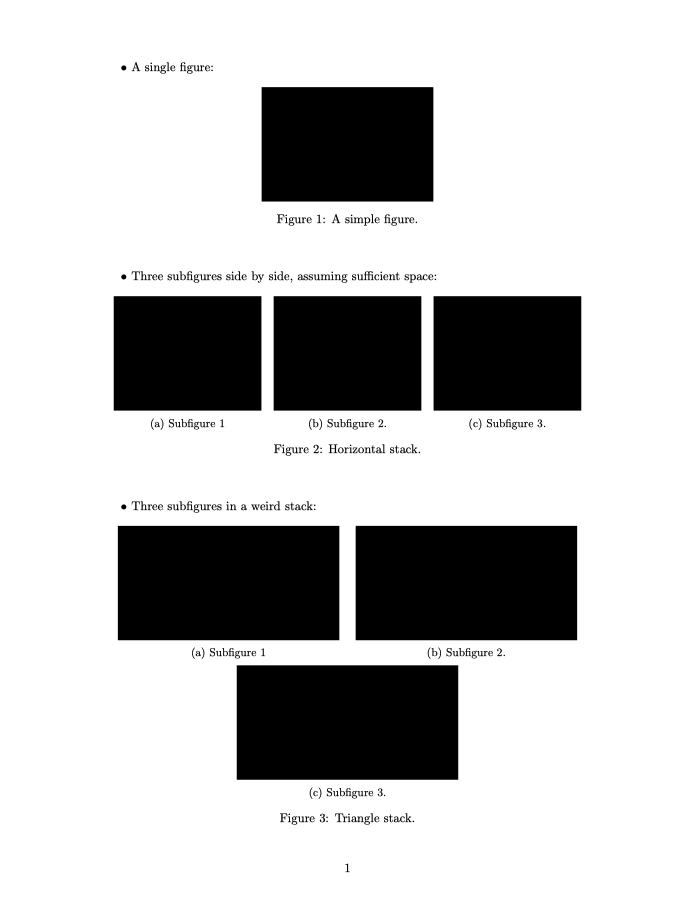 • A single figure:
Figure 1: A simple figure.
• Three subfigures side by side, assuming sufficient space:
(a) Subfigure 1
(b) Subfigure 2.
(c) Subfigure 3.
Figure 2: Horizontal stack.
• Three subfigures in a weird stack:
(a) Subfigure 1
(b) Subfigure 2.
(c) Subfigure 3.
Figure 3: Triangle stack.
1